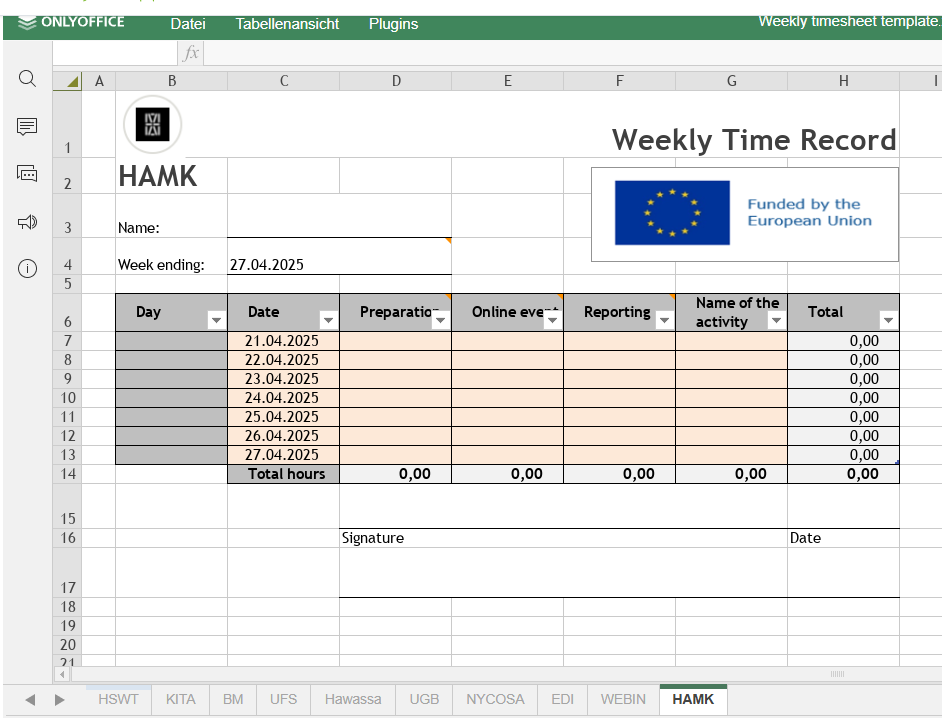 ONLYOFFICE Datei Tabellenansicht Plugins Weekly timesheet template.
fx
A B C D E F G H I
1 Weekly Time Record
2 HAMK
Funded by the
European Union
3 Name:
4 Week ending: 27.04.2025
5
6 Day Date Preparation Online event Reporting Name of the activity Total
7 21.04.2025 0,00
8 22.04.2025 0,00
9 23.04.2025 0,00
10 24.04.2025 0,00
11 25.04.2025 0,00
12 26.04.2025 0,00
13 27.04.2025 0,00
14 Total hours 0,00 0,00 0,00 0,00 0,00
15
16 Signature Date
17
18
19
20
21
HSWT KITA BM UFS Hawassa UGB NYCOSA EDI WEBIN HAMK